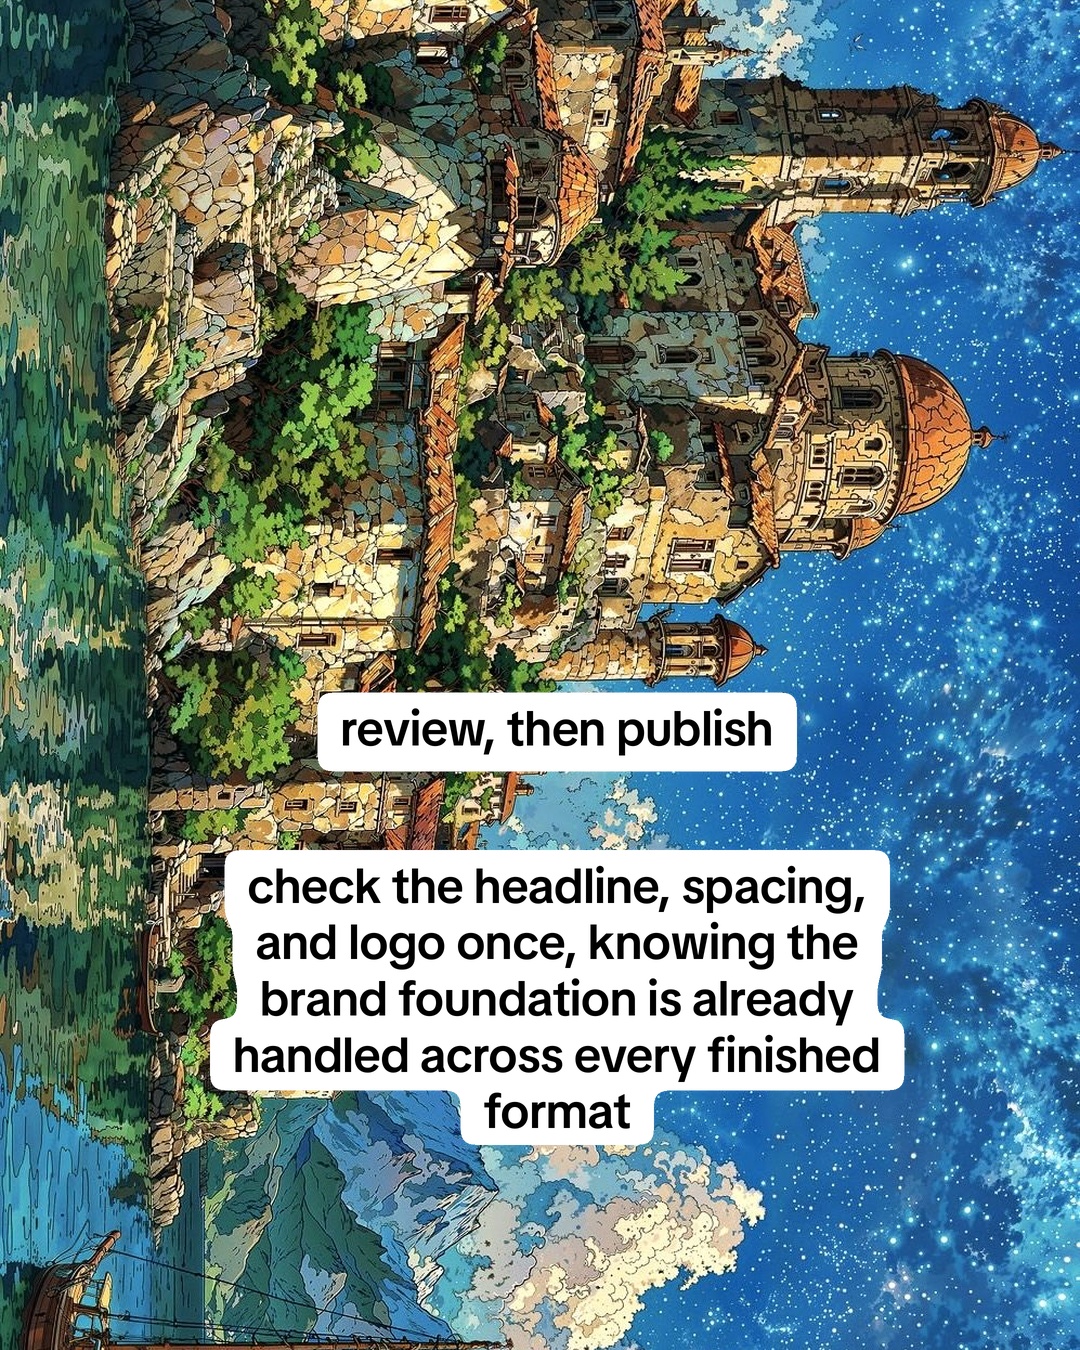 review, then publish
check the headline, spacing,
and logo once, knowing the
brand foundation is already
handled across every finished
format